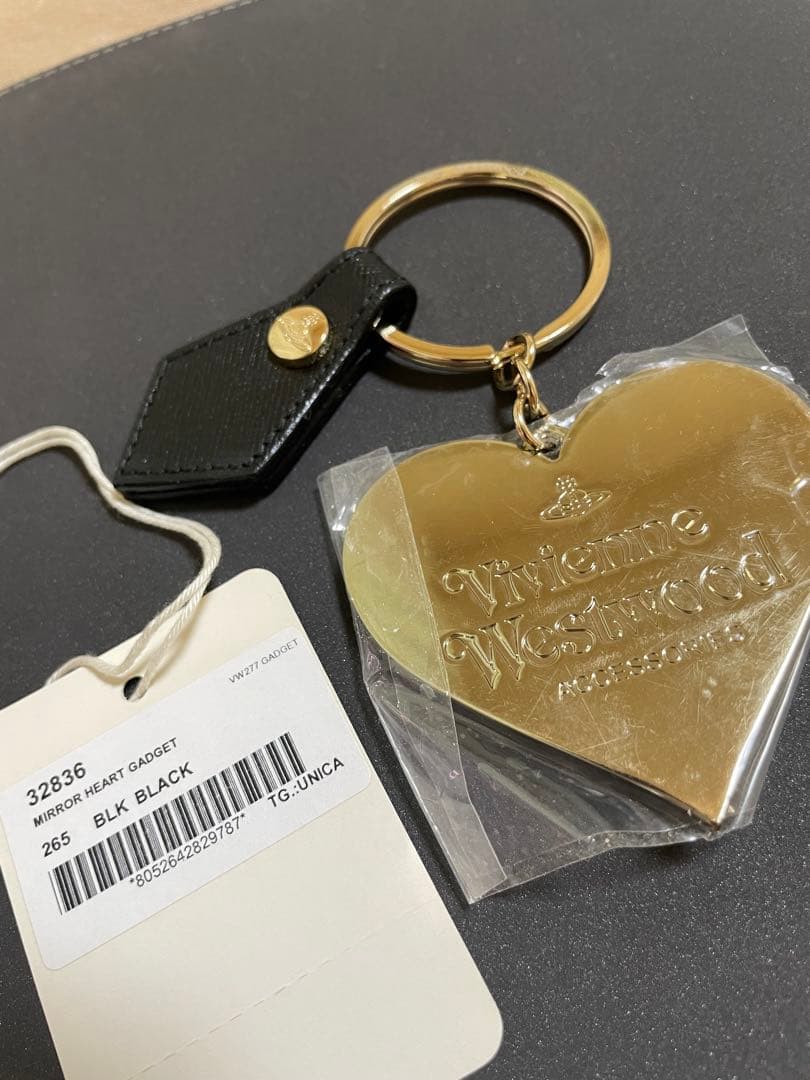 Vivienne
Westwood
ACCESSORIES
VW277 GADGET
32836
MIRROR HEART GADGET
265 BLK BLACK
*8052642829787* TG.:UNICA